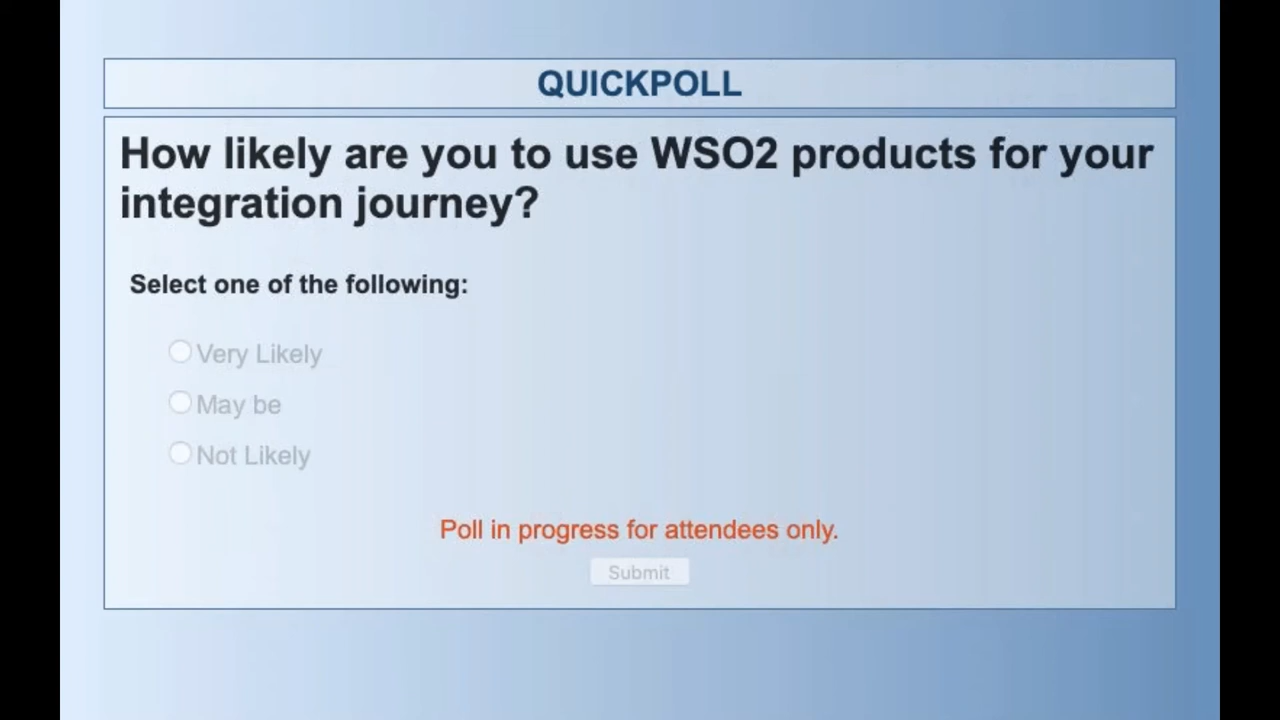 QUICKPOLL
How likely are you to use WSO2 products for your
integration journey?
Select one of the following:
Very Likely
May be
Not Likely
Poll in progress for attendees only.
Submit